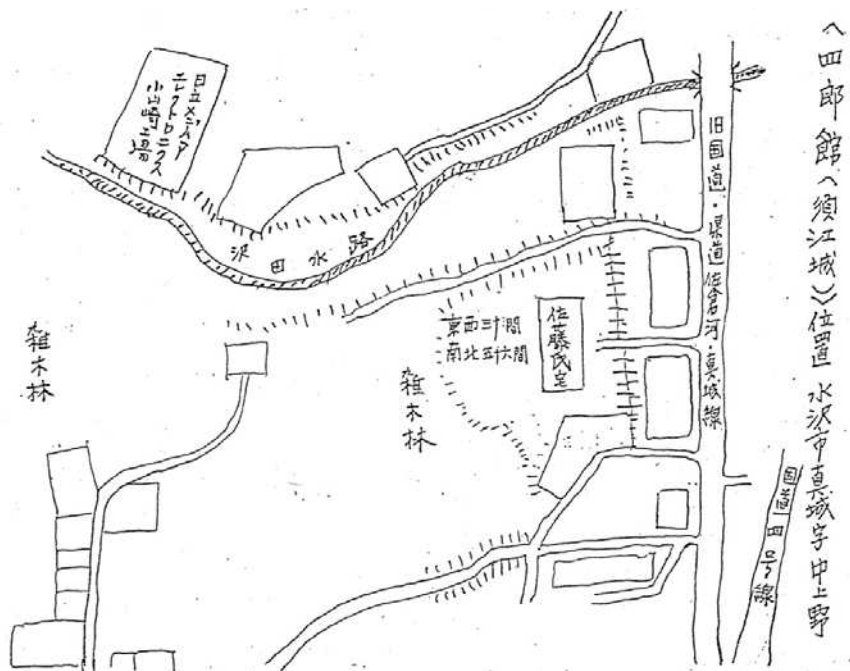 〈四郎館〈須江城〉〉位置 水沢市真城字中上野
旧国道・県道佐倉河・真城線
国道四号線
日立メディア
エレクトロニクス
小山崎工場
沢田水路
東西三十間
南北五十六間
佐藤氏宅
雑木林
雑木林